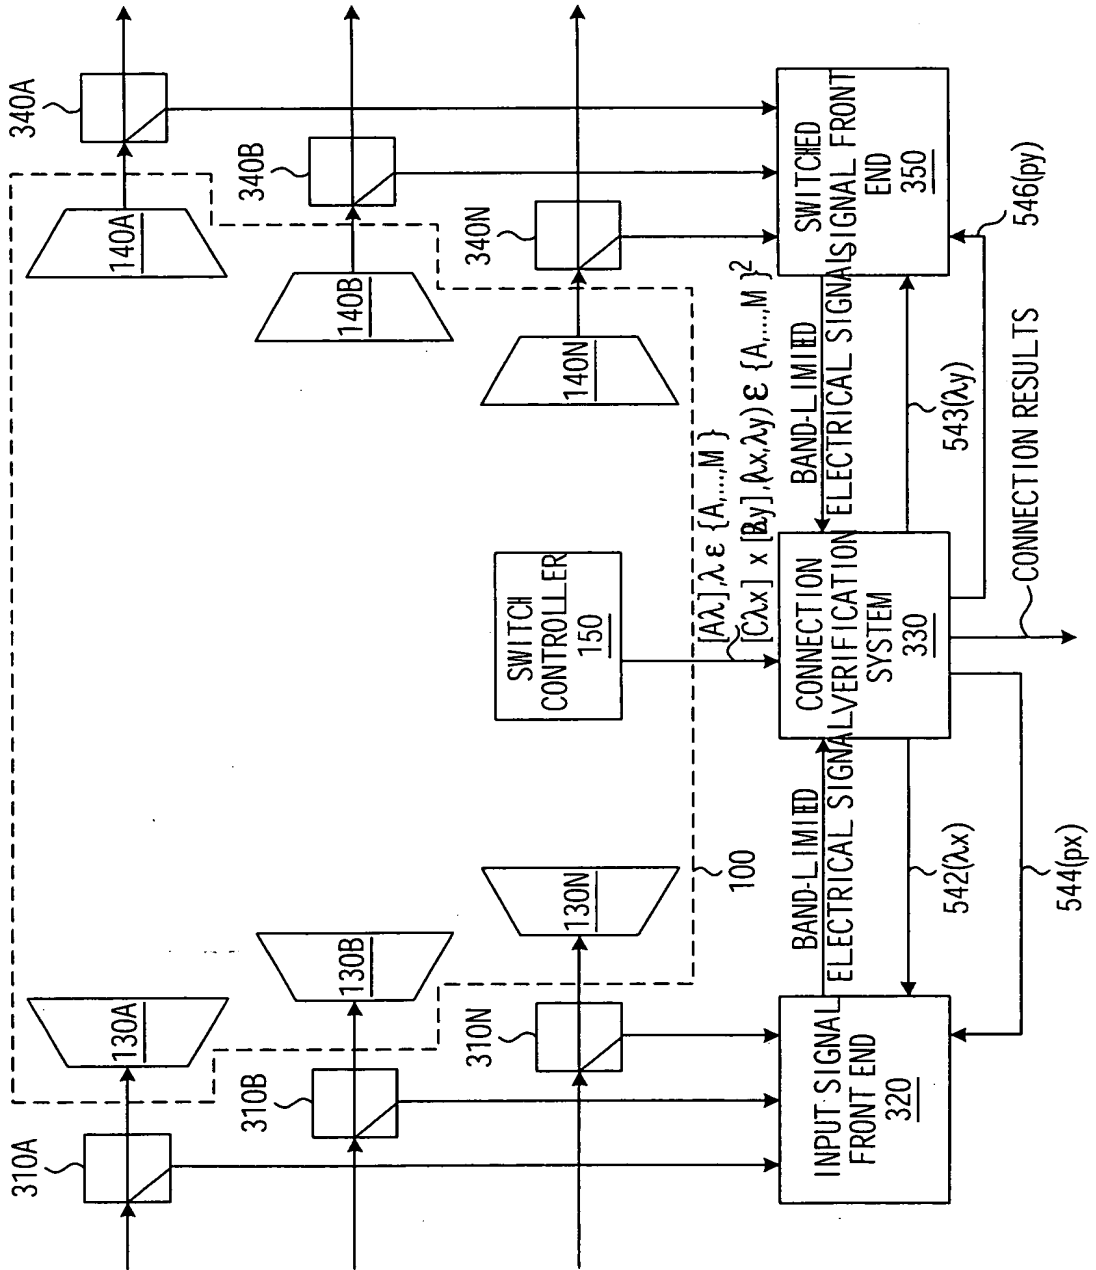 310A
340A
130A
140A
310B
340B
130B
140B
310N
340N
130N
SWITCH
CONTROLLER
150
140N
100
[Aλ],λ ε {A,...,M }
[Cλx] x [Bλy],(λx,λy) ε {A,...,M }²
INPUT SIGNAL
FRONT END
320
BAND-LIMITED
ELECTRICAL SIGNAL
CONNECTION
VERIFICATION
SYSTEM
330
BAND-LIMITED
ELECTRICAL SIGNAL
SWITCHED
SIGNAL FRONT
END
350
542(λx)
543(λy)
544(px)
CONNECTION RESULTS
546(py)